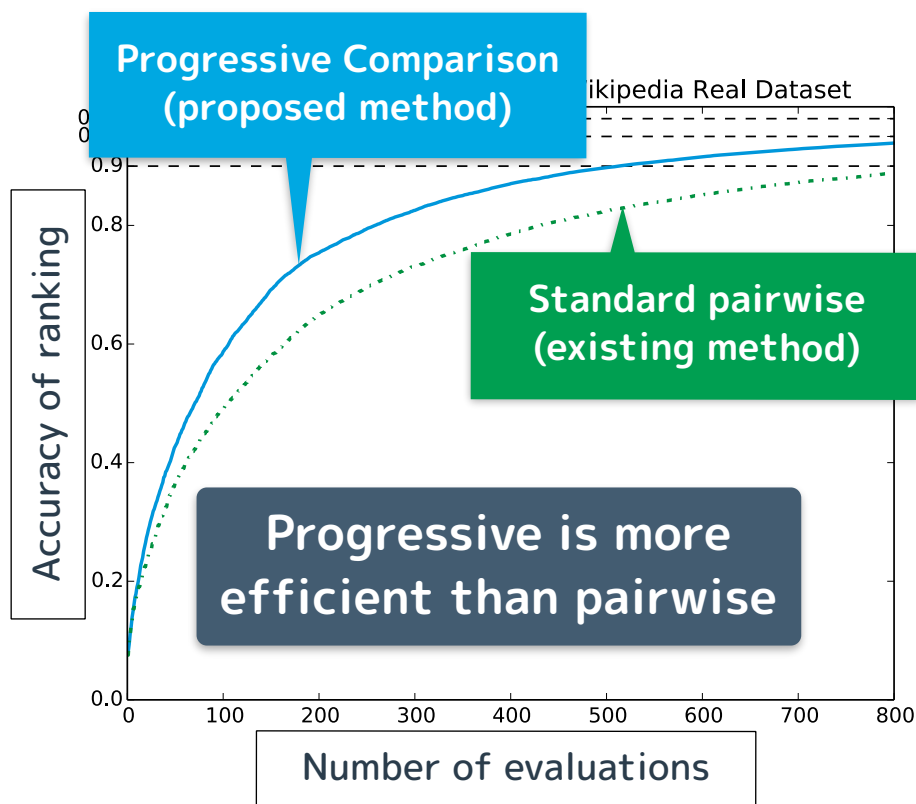 Progressive Comparison
(proposed method)
Real Dataset
0.9
0.8
0.6
0.4
0.2
0.0
Accuracy of ranking
Standard pairwise
(existing method)
Progressive is more
efficient than pairwise
0 100 200 300 400 500 600 700 800
Number of evaluations